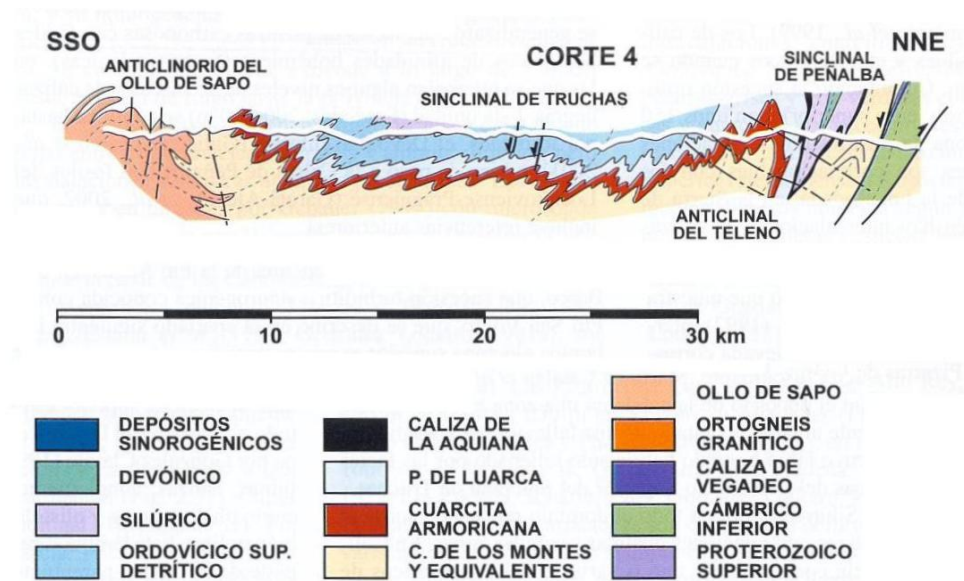 SSO
CORTE 4
NNE
ANTICLINORIO DEL
OLLO DE SAPO
SINCLINAL DE TRUCHAS
SINCLINAL
DE PEÑALBA
ANTICLINAL
DEL TELENO
0
10
20
30 km
DEPÓSITOS
SINOROGÉNICOS
DEVÓNICO
SILÚRICO
ORDOVÍCICO SUP.
DETRÍTICO
CALIZA DE
LA AQUIANA
P. DE LUARCA
CUARCITA
ARMORICANA
C. DE LOS MONTES
Y EQUIVALENTES
OLLO DE SAPO
ORTOGNEIS
GRANÍTICO
CALIZA DE
VEGADEO
CÁMBRICO
INFERIOR
PROTEROZOICO
SUPERIOR